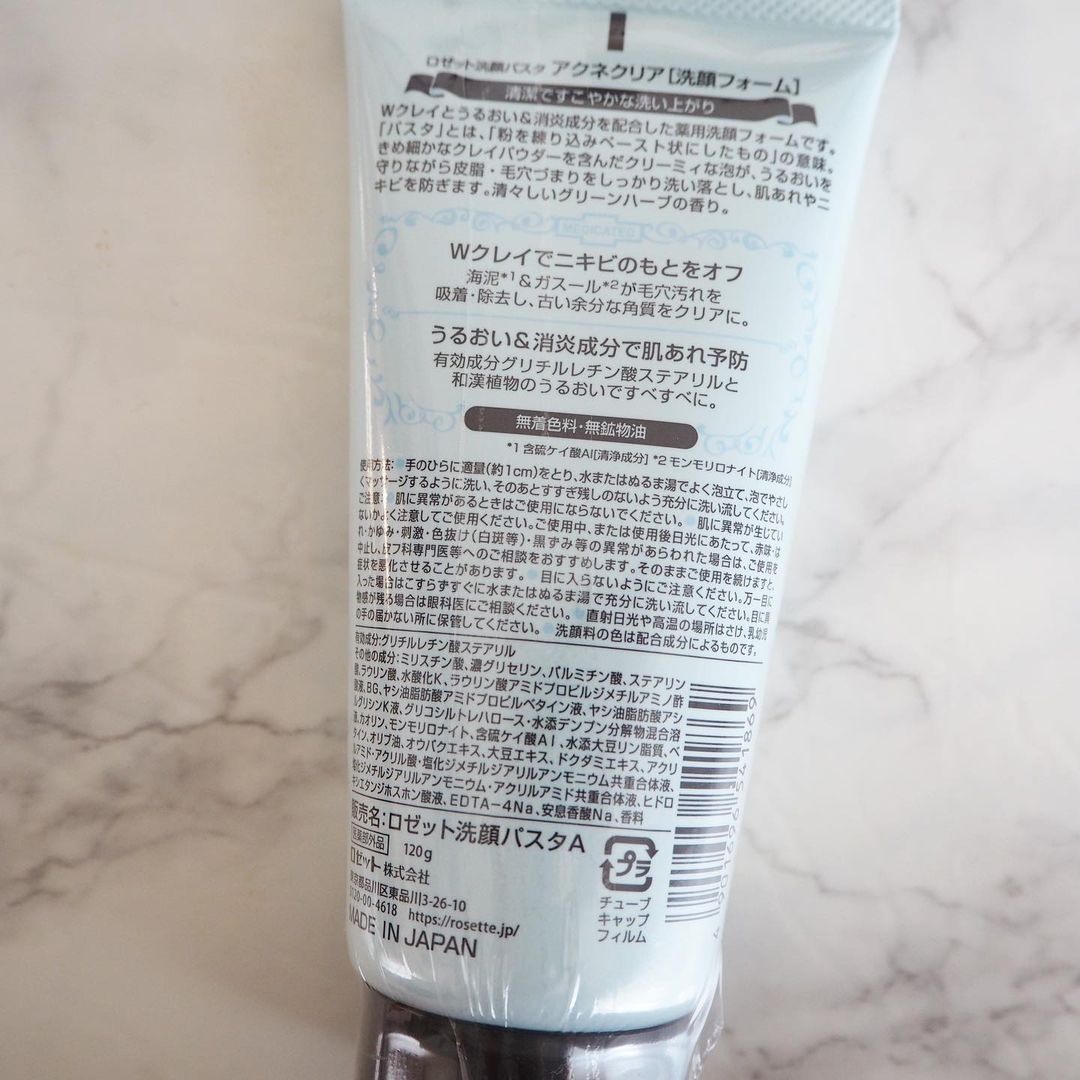 ロゼット洗顔パスタ アクネクリア[洗顔フォーム]
清潔ですこやかな洗い上がり
Wクレイとうるおい&消炎成分を配合した薬用洗顔フォームです。
「パスタ」とは、「粉を練り込みペースト状にしたもの」の意味。
きめ細かなクレイパウダーを含んだクリーミィな泡が、うるおいを
守りながら皮脂・毛穴づまりをしっかり洗い落とし、肌あれやニ
キビを防ぎます。清々しいグリーンハーブの香り。
MEDICATED
Wクレイでニキビのもとをオフ
海泥*1&ガスール*2が毛穴汚れを
吸着・除去し、古い余分な角質をクリアに。
うるおい&消炎成分で肌あれ予防
有効成分グリチルレチン酸ステアリルと
和漢植物のうるおいですべすべに。
無着色料・無鉱物油
*1 含硫ケイ酸Al[清浄成分] *2 モンモリロナイト[清浄成分]
使用方法:●手のひらに適量(約1cm)をとり、水またはぬるま湯でよく泡立て、泡でやさし
くマッサージするように洗い、そのあとすすぎ残しのないよう充分に洗い流してください。
ご注意:●肌に異常があるときはご使用にならないでください。●肌に異常が生じてい
ないかよく注意してご使用ください。ご使用中、または使用後日光にあたって、赤味・は
れ・かゆみ・刺激・色抜け(白斑等)・黒ずみ等の異常があらわれた場合は、ご使用を
中止し、皮フ科専門医等へのご相談をおすすめします。そのままご使用を続けますと、
症状を悪化させることがあります。●目に入らないようにご注意ください。万一目に
入った場合はこすらずすぐに水またはぬるま湯で充分に洗い流してください。目に異
物感が残る場合は眼科医にご相談ください。●直射日光や高温の場所はさけ、乳幼児
の手の届かない所に保管してください。●洗顔料の色は配合成分によるものです。
有効成分:グリチルレチン酸ステアリル
その他の成分:ミリスチン酸、濃グリセリン、パルミチン酸、ステアリン
酸、ラウリン酸、水酸化K、ラウリン酸アミドプロピルジメチルアミノ酢
酸液、BG、ヤシ油脂肪酸アミドプロピルベタイン液、ヤシ油脂肪酸アシ
ルグリシンK液、グリコシルトレハロース・水添デンプン分解物混合溶
液、カオリン、モンモリロナイト、含硫ケイ酸Al、水添大豆リン脂質、ベ
タイン、オリブ油、オウバクエキス、大豆エキス、ドクダミエキス、アクリ
ルアミド・アクリル酸・塩化ジメチルジアリルアンモニウム共重合体液、
塩化ジメチルジアリルアンモニウム・アクリルアミド共重合体液、ヒドロ
キシエタンジホスホン酸液、EDTA-4Na、安息香酸Na、香料
販売名:ロゼット洗顔パスタA
医薬部外品 120g
ロゼット株式会社
東京都品川区東品川3-26-10
0120-00-4618 https://rosette.jp/
MADE IN JAPAN
プラ
チューブ
キャップ
フィルム